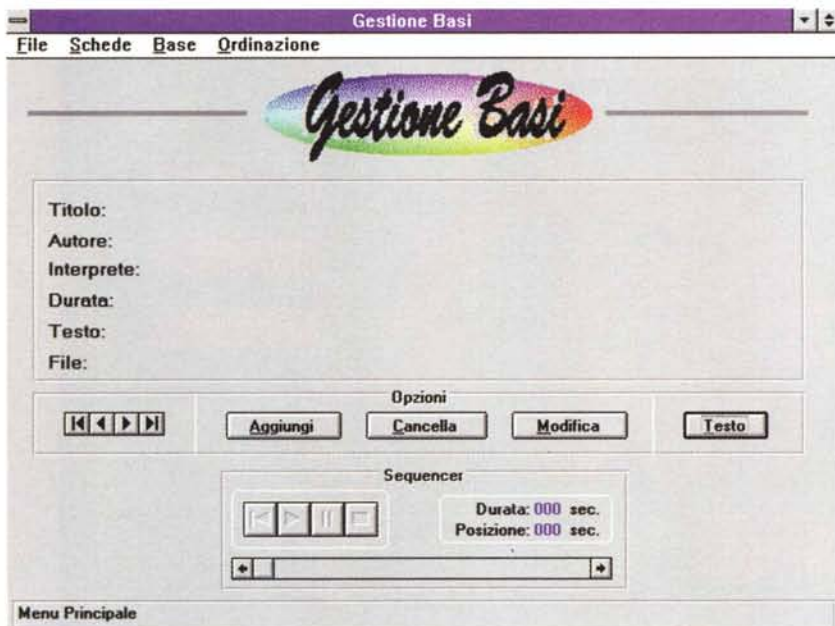 Gestione Basi
File Schede Base Ordinazione
Gestione Basi
Titolo:
Autore:
Interprete:
Durata:
Testo:
File:
Opzioni
Aggiungi Cancella Modifica Testo
Sequencer
Durata: 000 sec.
Posizione: 000 sec.
Menu Principale